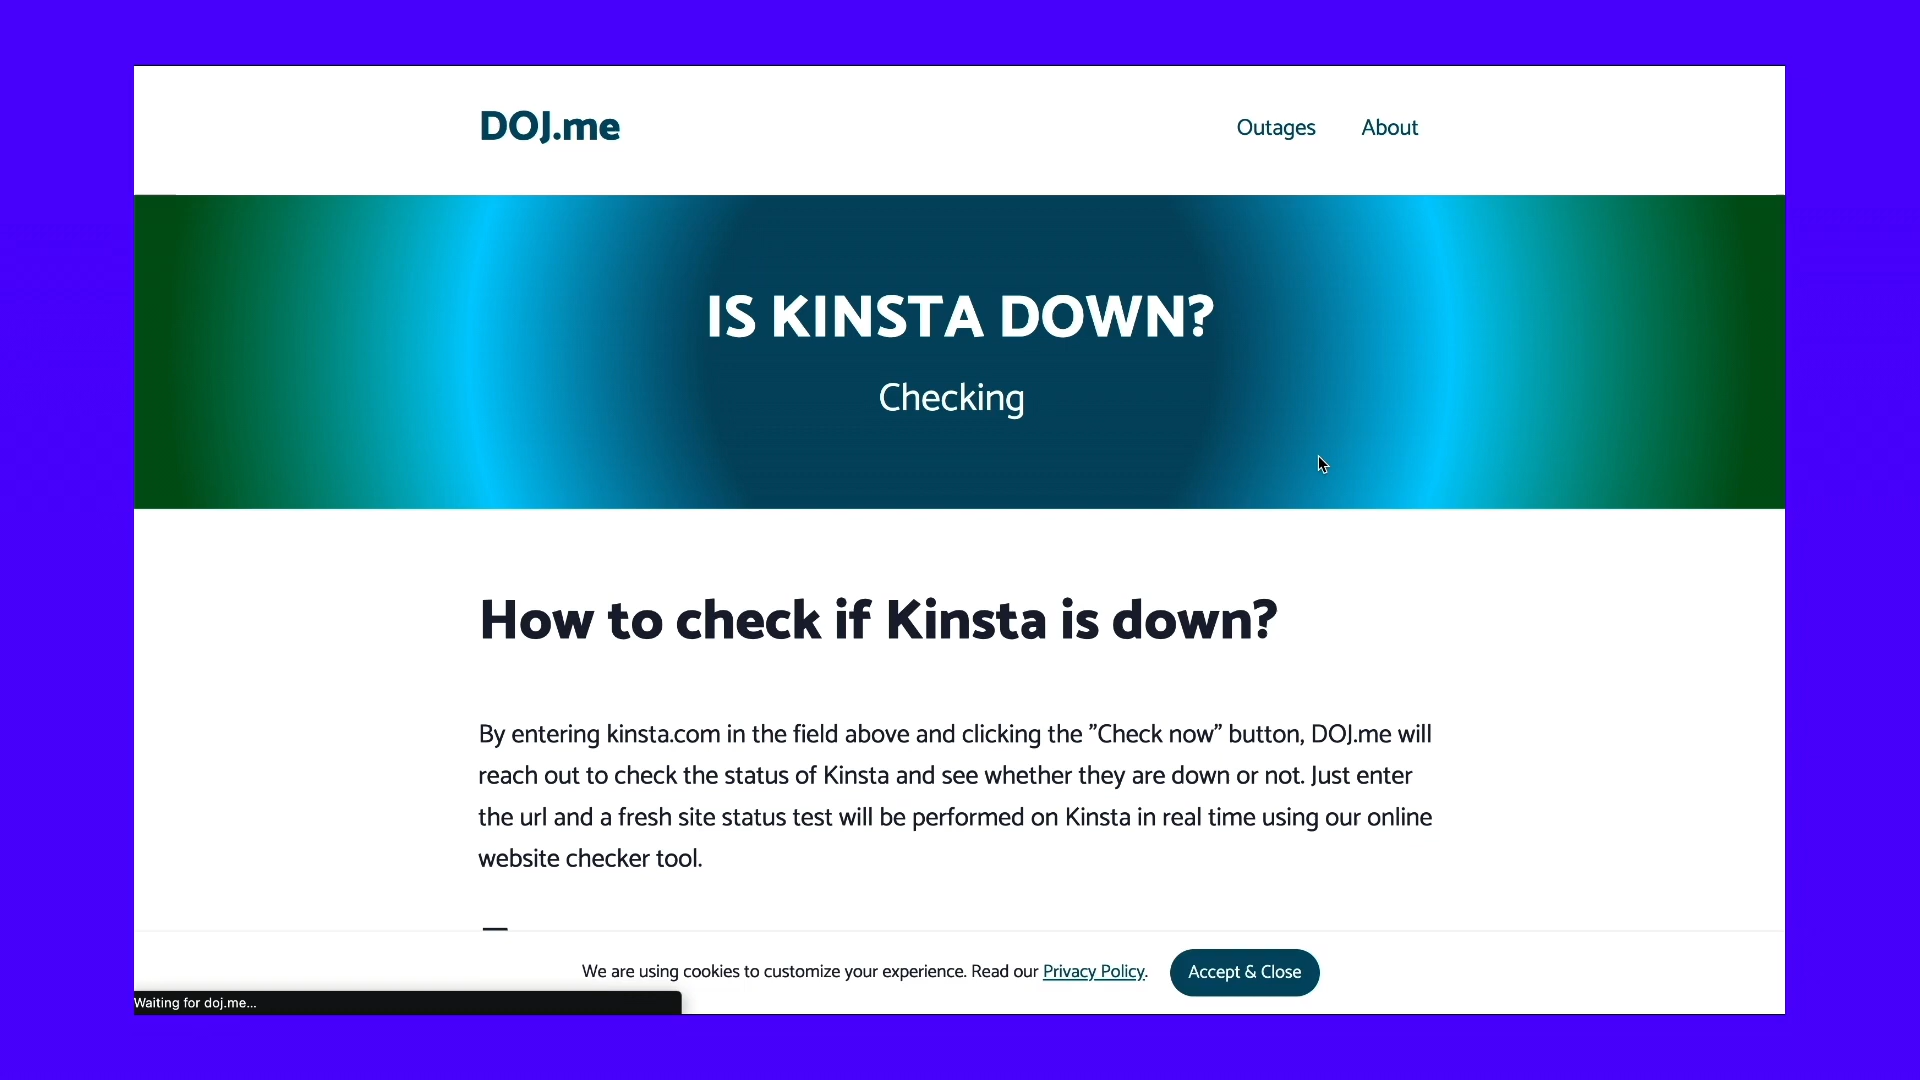 DOJ.me
Outages
About
IS KINSTA DOWN?
Checking
How to check if Kinsta is down?
By entering kinsta.com in the field above and clicking the ”Check now” button, DOJ.me will
reach out to check the status of Kinsta and see whether they are down or not. Just enter
the url and a fresh site status test will be performed on Kinsta in real time using our online
website checker tool.
We are using cookies to customize your experience. Read our Privacy Policy.
Accept & Close
Waiting for doj.me...